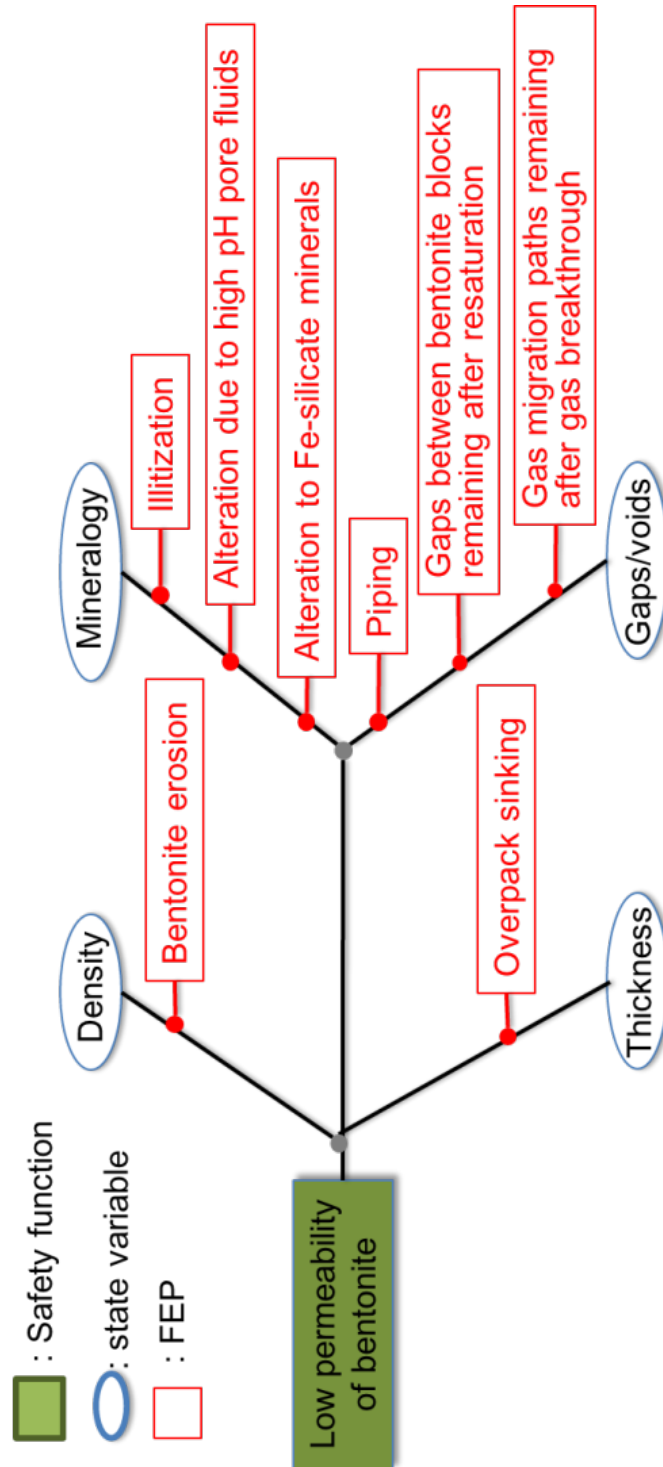 : Safety function
: state variable
: FEP
Density
Mineralogy
Bentonite erosion
Illitization
Alteration due to high pH pore fluids
Alteration to Fe-silicate minerals
Low permeability
of bentonite
Piping
Gaps between bentonite blocks
remaining after resaturation
Overpack sinking
Gas migration paths remaining
after gas breakthrough
Thickness
Gaps/voids